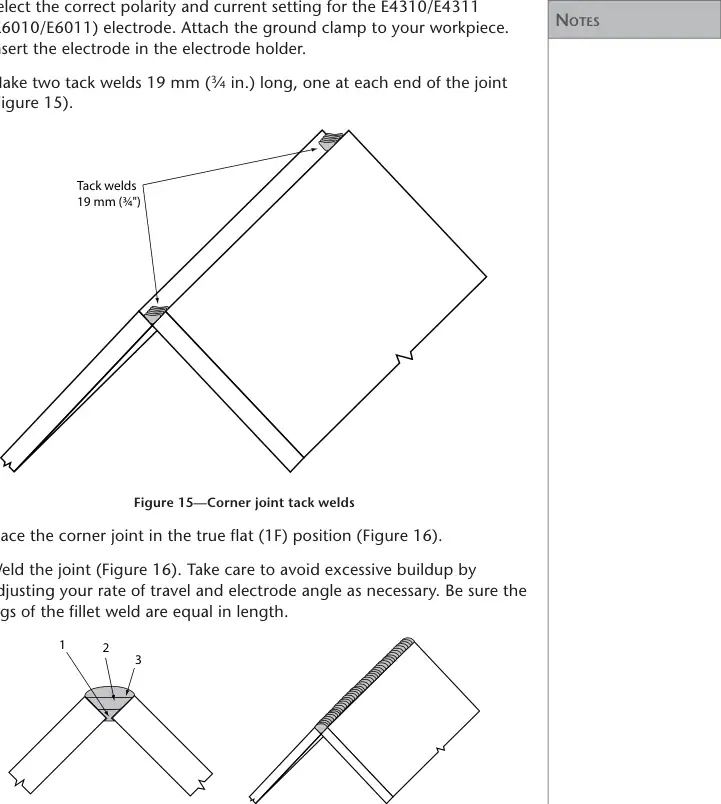 elect the correct polarity and current setting for the E4310/E4311
6010/E6011) electrode. Attach the ground clamp to your workpiece.
nsert the electrode in the electrode holder.
lake two tack welds 19 mm (¾ in.) long, one at each end of the joint
igure 15).
Tack welds
19 mm (¾")
Figure 15—Corner joint tack welds
lace the corner joint in the true flat (1F) position (Figure 16).
Veld the joint (Figure 16). Take care to avoid excessive buildup by
djusting your rate of travel and electrode angle as necessary. Be sure the
gs of the fillet weld are equal in length.
1
2
3
NOTES